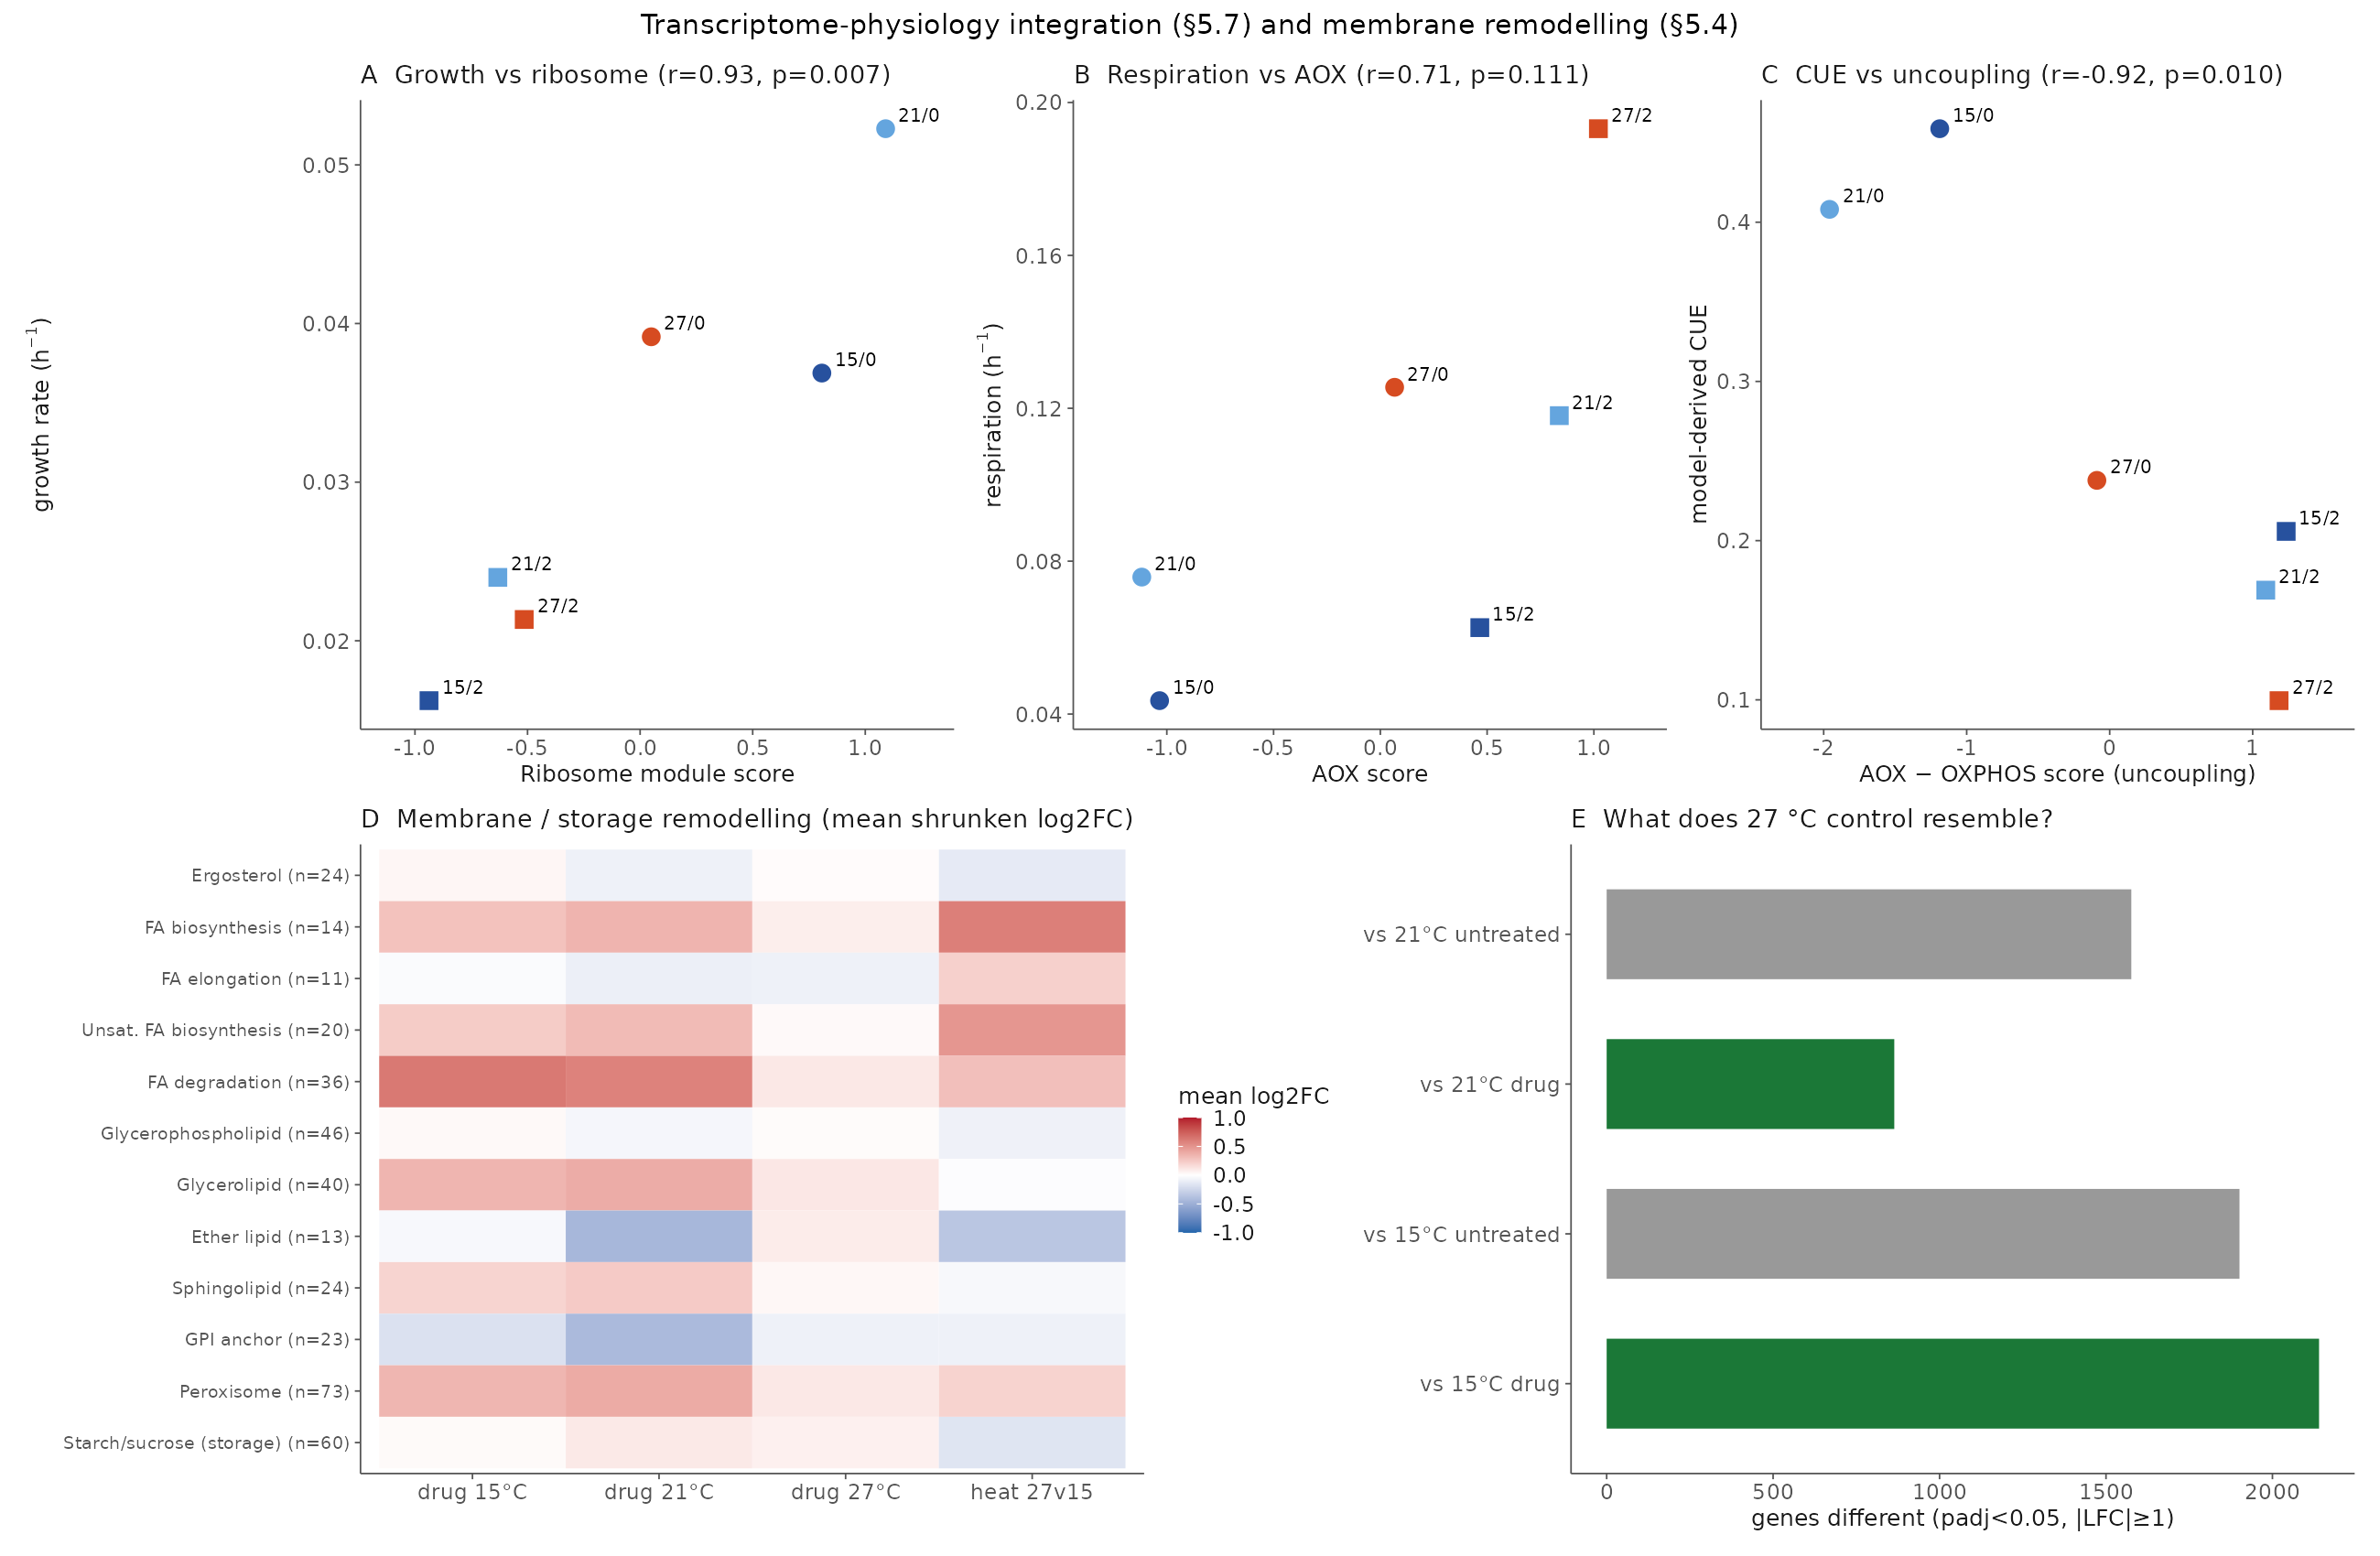 Transcriptome-physiology integration (§5.7) and membrane remodelling (§5.4)
A Growth vs ribosome (r=0.93, p=0.007)
growth rate (h⁻¹)
0.05
0.04
0.03
0.02
21/0
27/0
15/0
21/2
27/2
15/2
-1.0 -0.5 0.0 0.5 1.0
Ribosome module score
B Respiration vs AOX (r=0.71, p=0.111)
respiration (h⁻¹)
0.20
0.16
0.12
0.08
0.04
27/2
27/0
21/2
21/0
15/2
15/0
-1.0 -0.5 0.0 0.5 1.0
AOX score
C CUE vs uncoupling (r=-0.92, p=0.010)
model-derived CUE
0.4
0.3
0.2
0.1
15/0
21/0
27/0
15/2
21/2
27/2
-2 -1 0 1
AOX − OXPHOS score (uncoupling)
D Membrane / storage remodelling (mean shrunken log2FC)
Ergosterol (n=24)
FA biosynthesis (n=14)
FA elongation (n=11)
Unsat. FA biosynthesis (n=20)
FA degradation (n=36)
Glycerophospholipid (n=46)
Glycerolipid (n=40)
Ether lipid (n=13)
Sphingolipid (n=24)
GPI anchor (n=23)
Peroxisome (n=73)
Starch/sucrose (storage) (n=60)
drug 15°C drug 21°C drug 27°C heat 27v15
mean log2FC
1.0
0.5
0.0
-0.5
-1.0
E What does 27 °C control resemble?
vs 21°C untreated
vs 21°C drug
vs 15°C untreated
vs 15°C drug
0 500 1000 1500 2000
genes different (padj<0.05, |LFC|≥1)